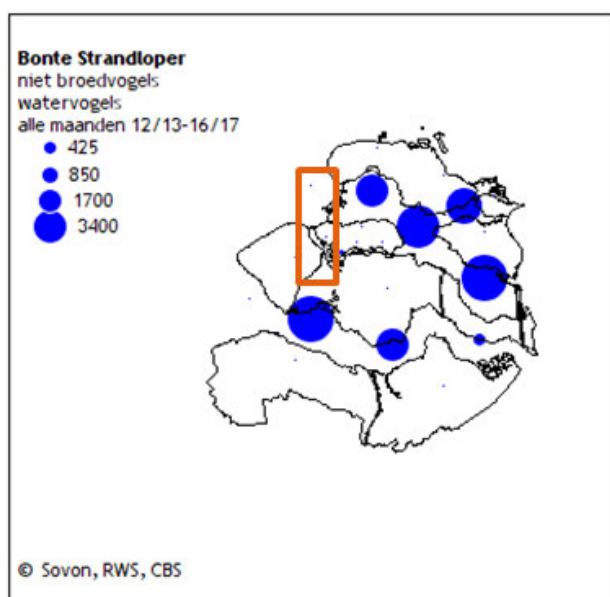 Bonte Strandloper
niet broedvogels
watervogels
alle maanden 12/13-16/17
425
850
1700
3400
© Sovon, RWS, CBS